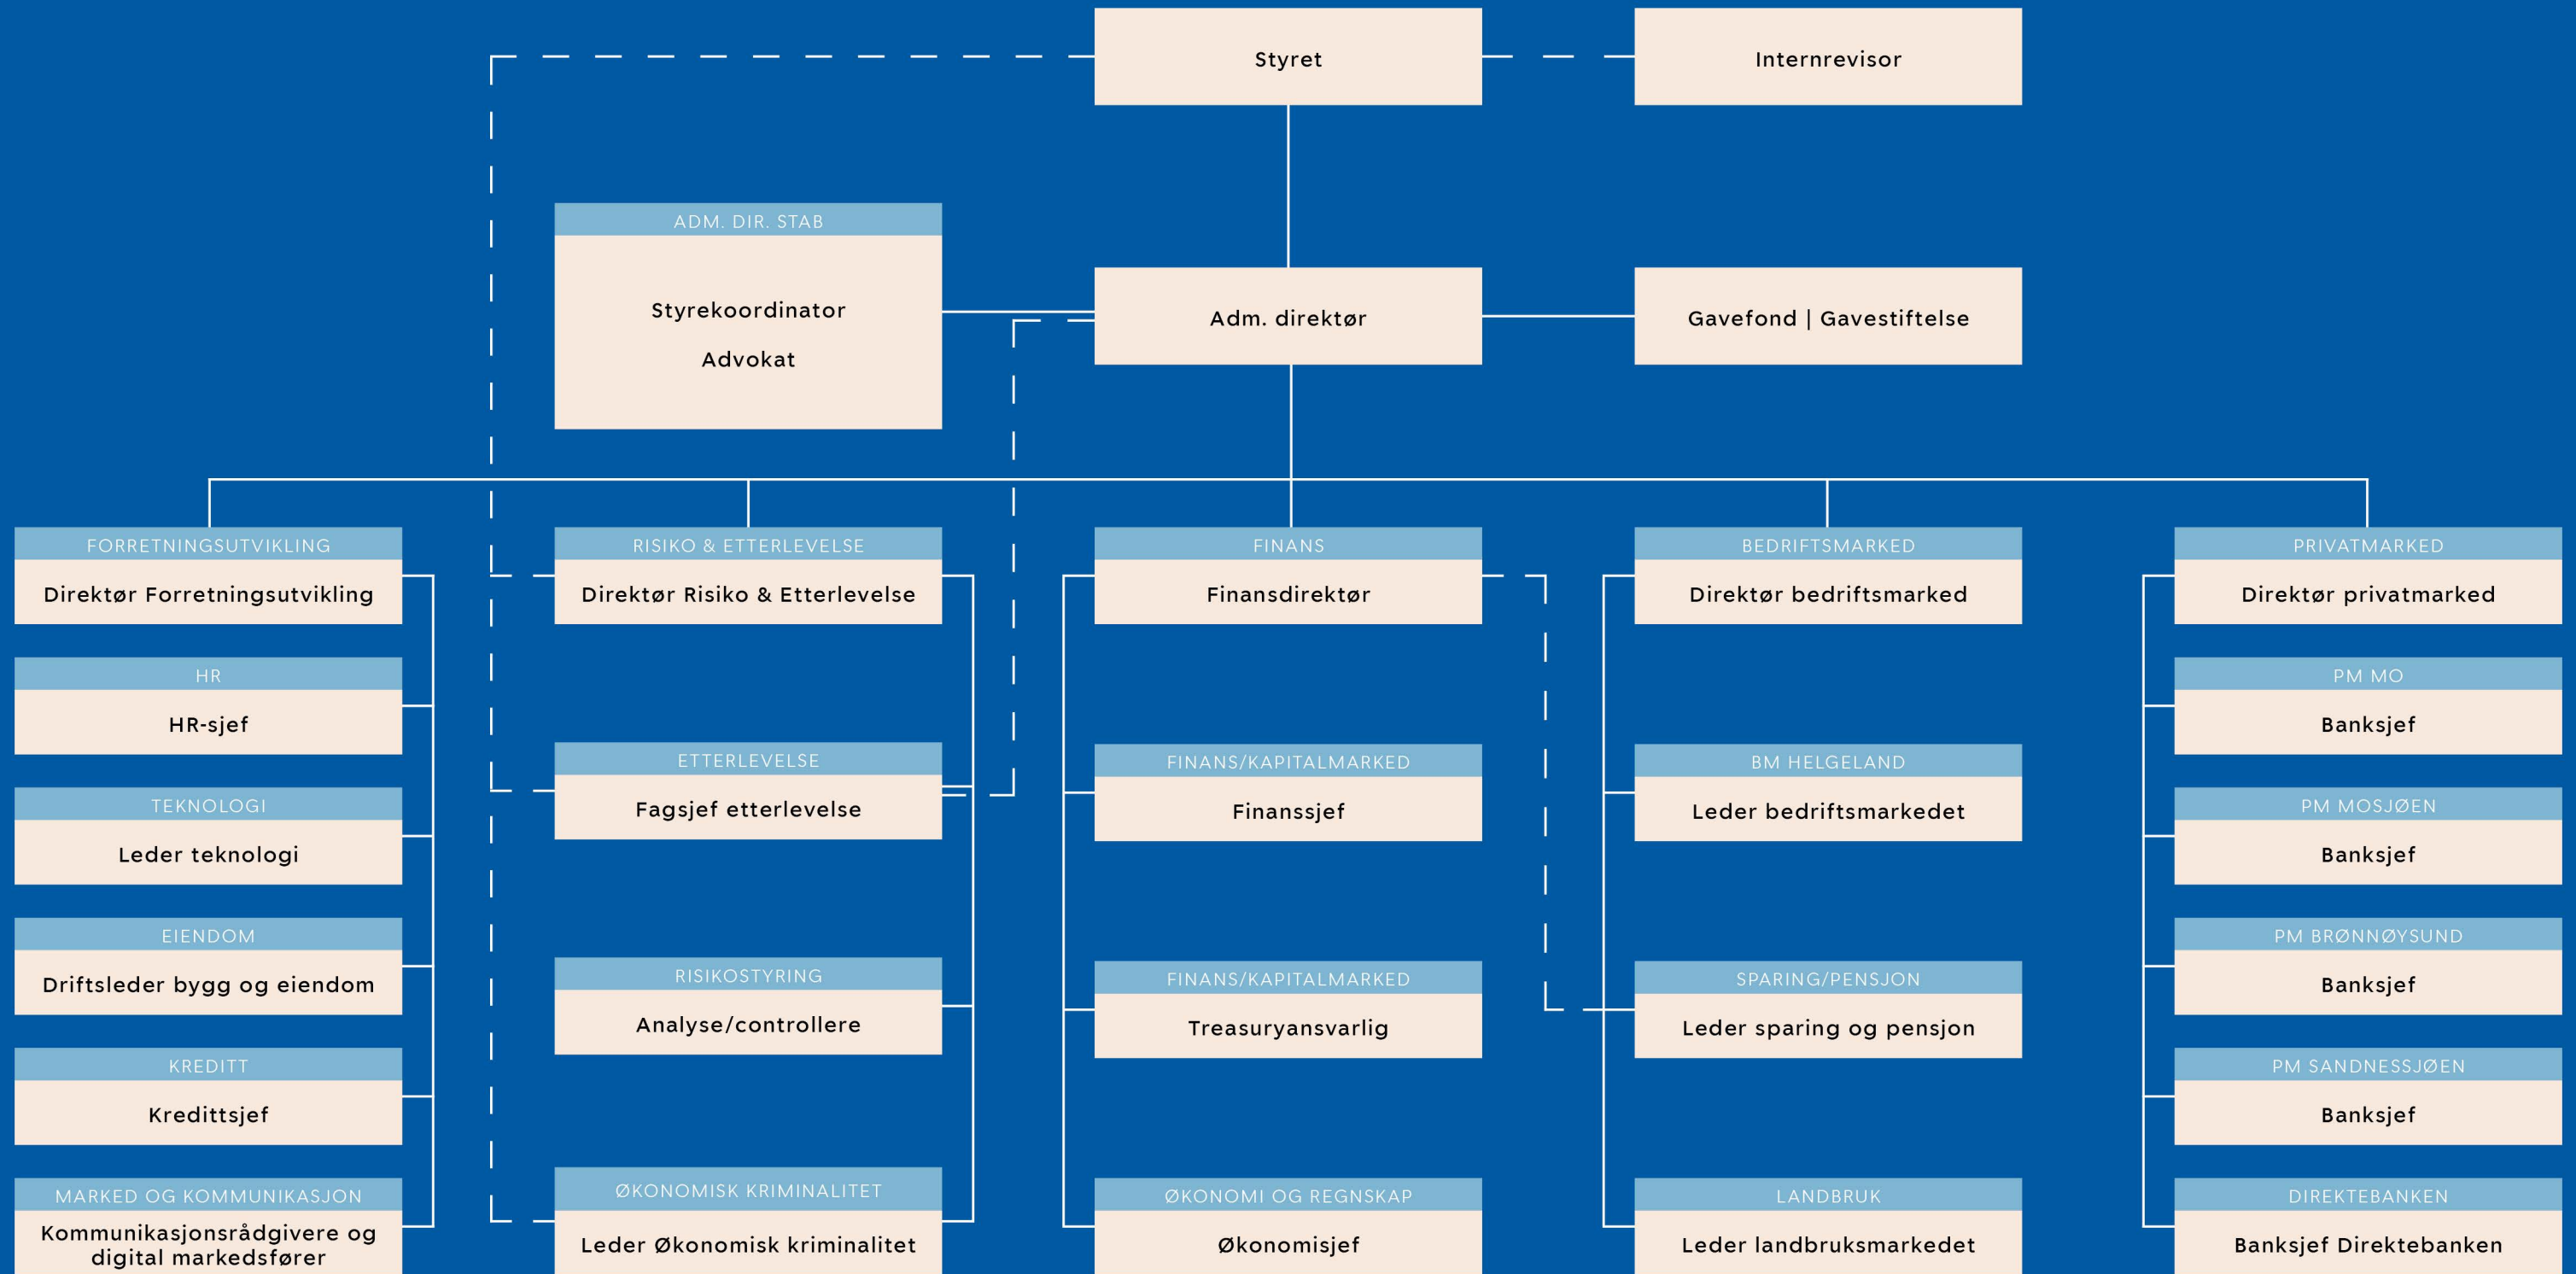 Styret
Internrevisor
ADM. DIR. STAB
Styrekoordinator
Advokat
Adm. direktør
Gavefond | Gavestiftelse
FORRETNINGSUTVIKLING
Direktør Forretningsutvikling
HR
HR-sjef
TEKNOLOGI
Leder teknologi
EIENDOM
Driftsleder bygg og eiendom
KREDITT
Kredittsjef
MARKED OG KOMMUNIKASJON
Kommunikasjonsrådgivere og
digital markedsfører
RISIKO & ETTERLEVELSE
Direktør Risiko & Etterlevelse
ETTERLEVELSE
Fagsjef etterlevelse
RISIKOSTYRING
Analyse/controllere
ØKONOMISK KRIMINALITET
Leder Økonomisk kriminalitet
FINANS
Finansdirektør
FINANS/KAPITALMARKED
Finanssjef
FINANS/KAPITALMARKED
Treasuryansvarlig
ØKONOMI OG REGNSKAP
Økonomisjef
BEDRIFTSMARKED
Direktør bedriftsmarked
BM HELGELAND
Leder bedriftsmarkedet
SPARING/PENSJON
Leder sparing og pensjon
LANDBRUK
Leder landbruksmarkedet
PRIVATMARKED
Direktør privatmarked
PM MO
Banksjef
PM MOSJØEN
Banksjef
PM BRØNNØYSUND
Banksjef
PM SANDNESSJØEN
Banksjef
DIREKTEBANKEN
Banksjef Direktebanken